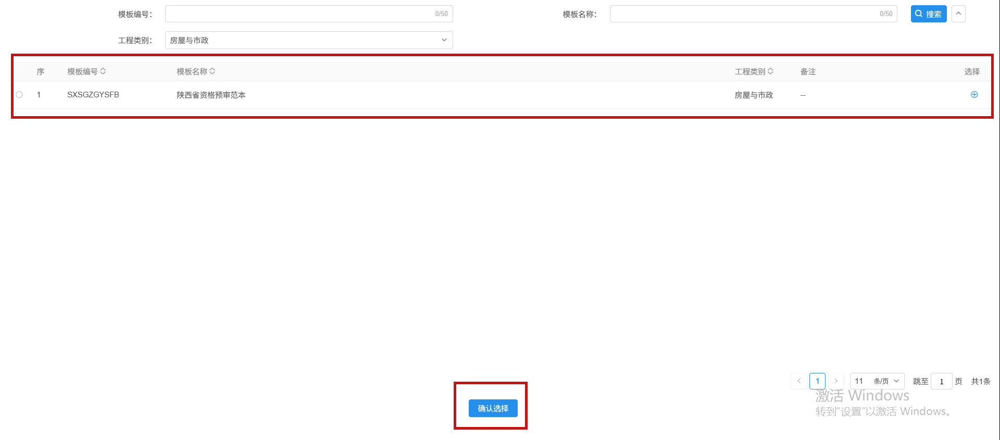 模板编号： 0/50 模板名称： 0/50 搜索
工程类别： 房屋与市政
序 模板编号 模板名称 工程类别 备注 选择
1 SXSGZGYSFB 陕西省资格预审范本 房屋与市政 --
1 11 条/页 跳至 1 页 共1条
激活 Windows
确认选择
转到“设置”以激活 Windows。